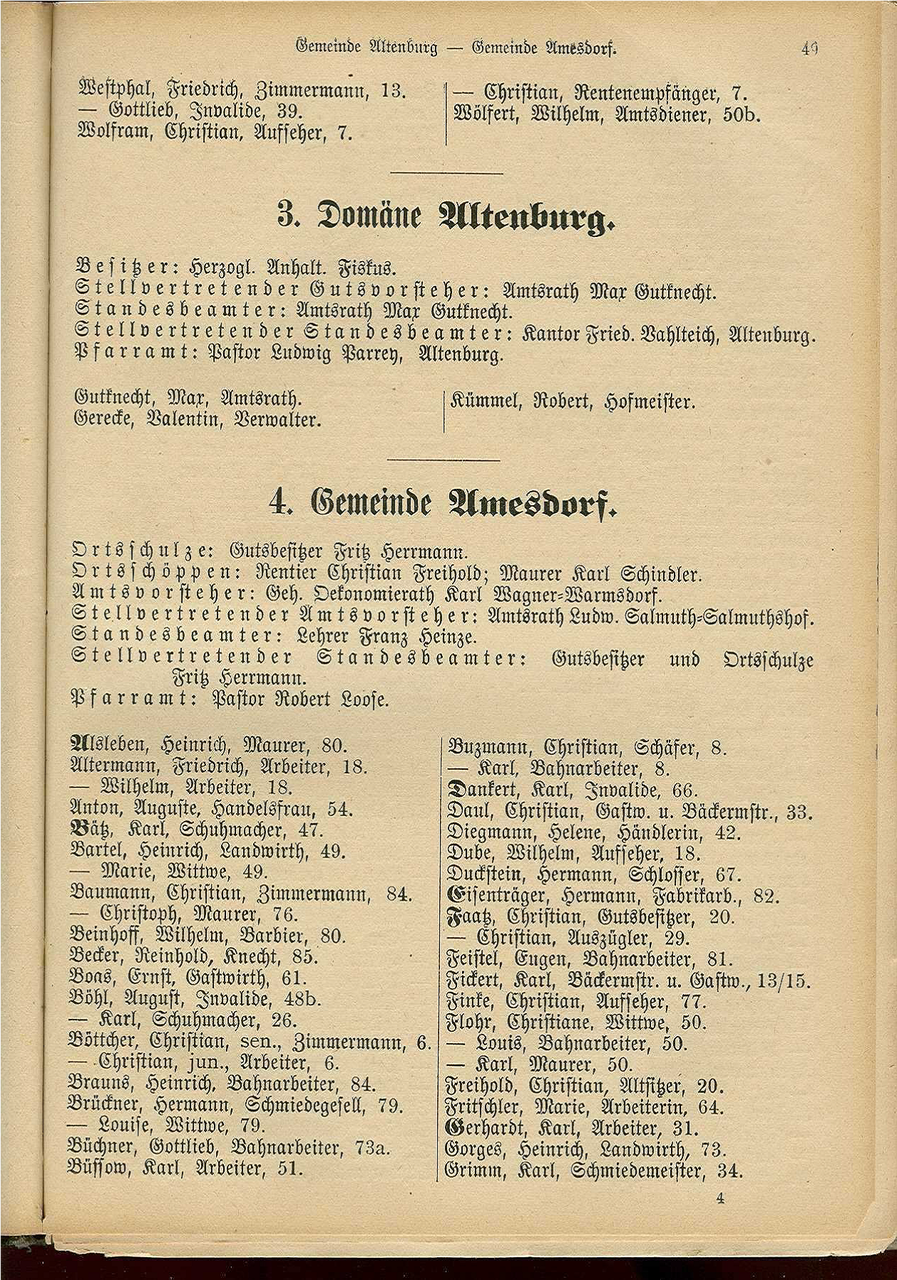 Gemeinde Altenburg — Gemeinde Amesdorf. 49
Westphal, Friedrich, Zimmermann, 13.
— Gottlieb, Invalide, 39.
Wolfram, Christian, Aufseher, 7.
— Christian, Rentenempfänger, 7.
Wölfert, Wilhelm, Amtsdiener, 50b.
3. Domäne Altenburg.
Besitzer: Herzogl. Anhalt. Fiskus.
Stellvertretender Gutsvorsteher: Amtsrath Max Gutknecht.
Standesbeamter: Amtsrath Max Gutknecht.
Stellvertretender Standesbeamter: Kantor Fried. Vahlteich, Altenburg.
Pfarramt: Pastor Ludwig Parrey, Altenburg.
Gutknecht, Max, Amtsrath.
Gerecke, Valentin, Verwalter.
Kümmel, Robert, Hofmeister.
4. Gemeinde Amesdorf.
Ortsschulze: Gutsbesitzer Fritz Herrmann.
Ortsschöppen: Rentier Christian Freihold; Maurer Karl Schindler.
Amtsvorsteher: Geh. Oekonomierath Karl Wagner-Warmsdorf.
Stellvertretender Amtsvorsteher: Amtsrath Ludw. Salmuth-Salmuthshof.
Standesbeamter: Lehrer Franz Heinze.
Stellvertretender Standesbeamter: Gutsbesitzer und Ortsschulze
Fritz Herrmann.
Pfarramt: Pastor Robert Loose.
Alsleben, Heinrich, Maurer, 80.
Altermann, Friedrich, Arbeiter, 18.
— Wilhelm, Arbeiter, 18.
Anton, Auguste, Handelsfrau, 54.
Bätz, Karl, Schuhmacher, 47.
Bartel, Heinrich, Landwirth, 49.
— Marie, Wittwe, 49.
Baumann, Christian, Zimmermann, 84.
— Christoph, Maurer, 76.
Beinhoff, Wilhelm, Barbier, 80.
Becker, Reinhold, Knecht, 85.
Boas, Ernst, Gastwirth, 61.
Böhl, August, Invalide, 48b.
— Karl, Schuhmacher, 26.
Böttcher, Christian, sen., Zimmermann, 6.
— Christian, jun., Arbeiter, 6.
Brauns, Heinrich, Bahnarbeiter, 84.
Brückner, Hermann, Schmiedegesell, 79.
— Louise, Wittwe, 79.
Büchner, Gottlieb, Bahnarbeiter, 73a.
Büssow, Karl, Arbeiter, 51.
Buzmann, Christian, Schäfer, 8.
— Karl, Bahnarbeiter, 8.
Dankert, Karl, Invalide, 66.
Daul, Christian, Gastw. u. Bäckermstr., 33.
Diegmann, Helene, Händlerin, 42.
Dube, Wilhelm, Aufseher, 18.
Duckstein, Hermann, Schlosser, 67.
Eisenträger, Hermann, Fabrikarb., 82.
Faatz, Christian, Gutsbesitzer, 20.
— Christian, Auszügler, 29.
Feistel, Eugen, Bahnarbeiter, 81.
Fickert, Karl, Bäckermstr. u. Gastw., 13/15.
Finke, Christian, Aufseher, 77.
Flohr, Christiane, Wittwe, 50.
— Louis, Bahnarbeiter, 50.
— Karl, Maurer, 50.
Freihold, Christian, Altsitzer, 20.
Fritschler, Marie, Arbeiterin, 64.
Gerhardt, Karl, Arbeiter, 31.
Gorges, Heinrich, Landwirth, 73.
Grimm, Karl, Schmiedemeister, 34.
4